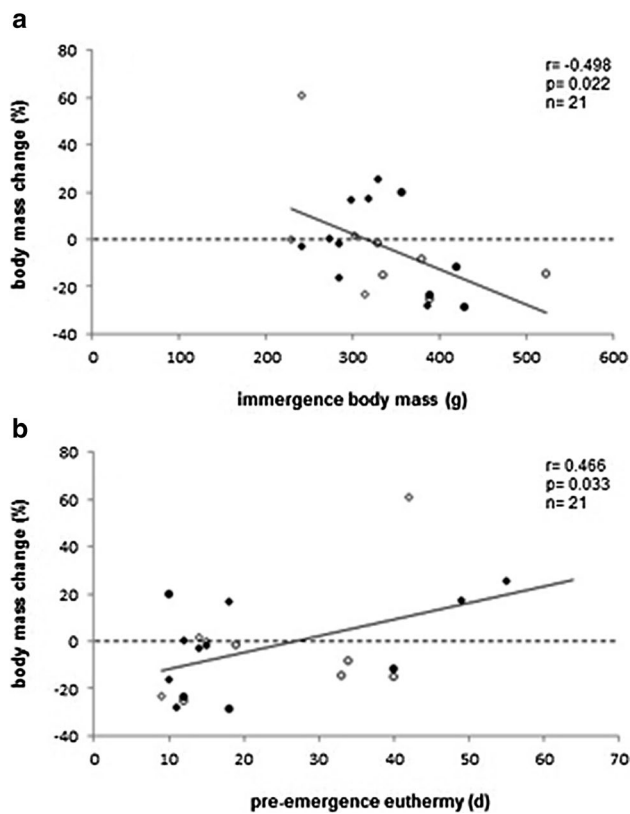 a
80
60
40
20
0
-20
-40
body mass change (%)
r= -0.498
p= 0.022
n= 21
0 100 200 300 400 500 600
immergence body mass (g)
b
80
60
40
20
0
-20
-40
body mass change (%)
r= 0.466
p= 0.033
n= 21
0 10 20 30 40 50 60 70
pre-emergence euthermy (d)